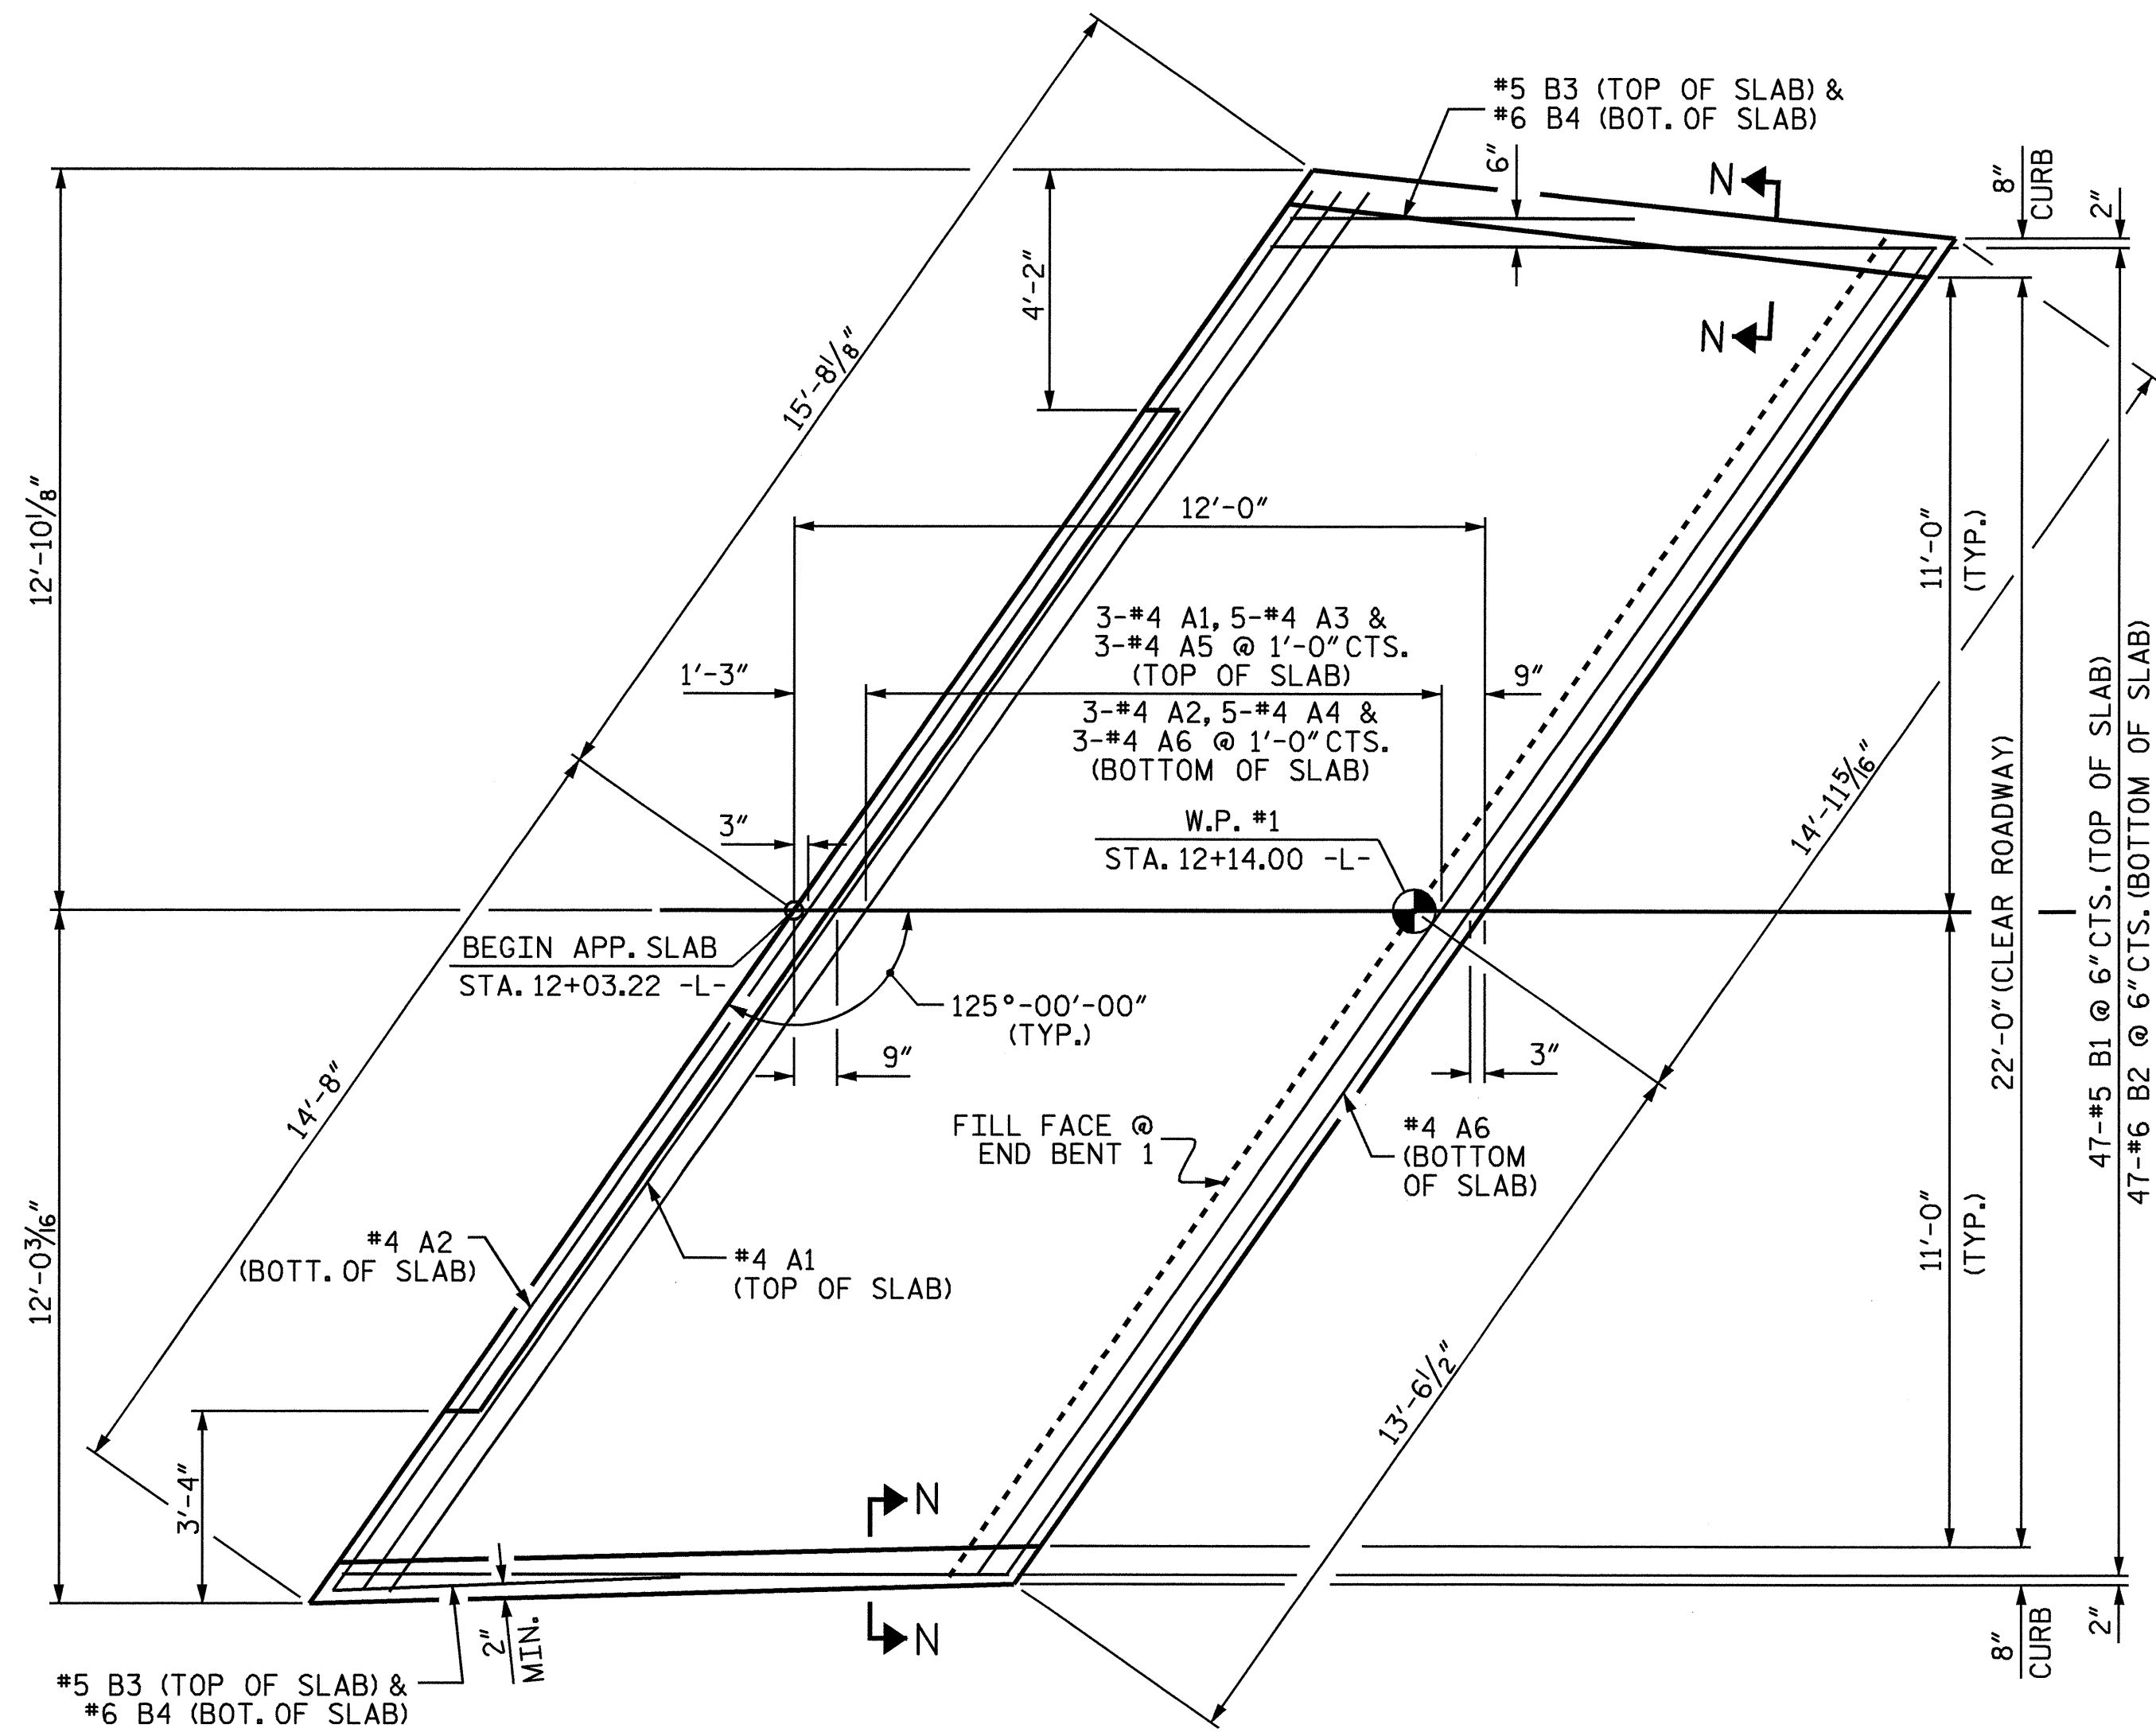 #5 B3 (TOP OF SLAB) &
#6 B4 (BOT. OF SLAB)
6"
N
8"
CURB
2"
4'-2"
N
15'-8 1/8"
12'-10 1/8"
12'-0"
11'-0"
(TYP.)
3-#4 A1, 5-#4 A3 &
3-#4 A5 @ 1'-0" CTS.
(TOP OF SLAB)
1'-3"
9"
3-#4 A2, 5-#4 A4 &
3-#4 A6 @ 1'-0" CTS.
(BOTTOM OF SLAB)
3"
W.P. #1
STA. 12+14.00 -L-
14'-11 5/16"
22'-0" (CLEAR ROADWAY)
47-#5 B1 @ 6" CTS. (TOP OF SLAB)
47-#6 B2 @ 6" CTS. (BOTTOM OF SLAB)
BEGIN APP. SLAB
STA. 12+03.22 -L-
125°-00'-00"
(TYP.)
9"
3"
14'-8"
FILL FACE @
END BENT 1
#4 A6
(BOTTOM
OF SLAB)
12'-0 3/16"
#4 A2
(BOTT. OF SLAB)
#4 A1
(TOP OF SLAB)
11'-0"
(TYP.)
13'-6 1/2"
3'-4"
N
N
2"
MIN.
8"
CURB
2"
#5 B3 (TOP OF SLAB) &
#6 B4 (BOT. OF SLAB)